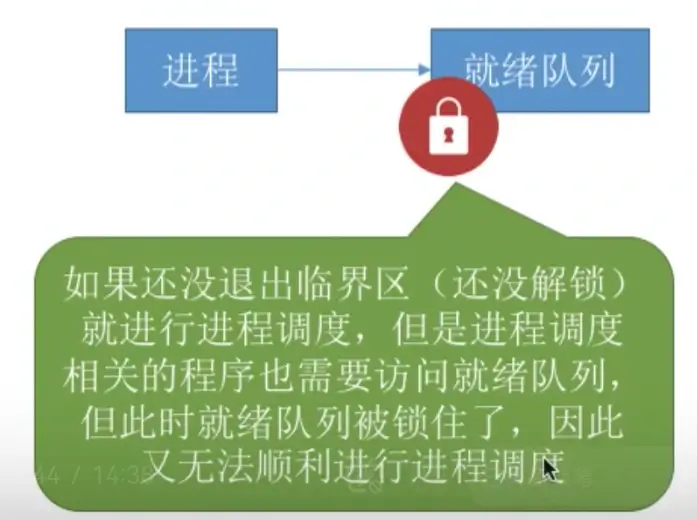 进程
就绪队列
如果还没退出临界区（还没解锁）
就进行进程调度，但是进程调度
相关的程序也需要访问就绪队列，
但此时就绪队列被锁住了，因此
又无法顺利进行进程调度
44 / 14:35